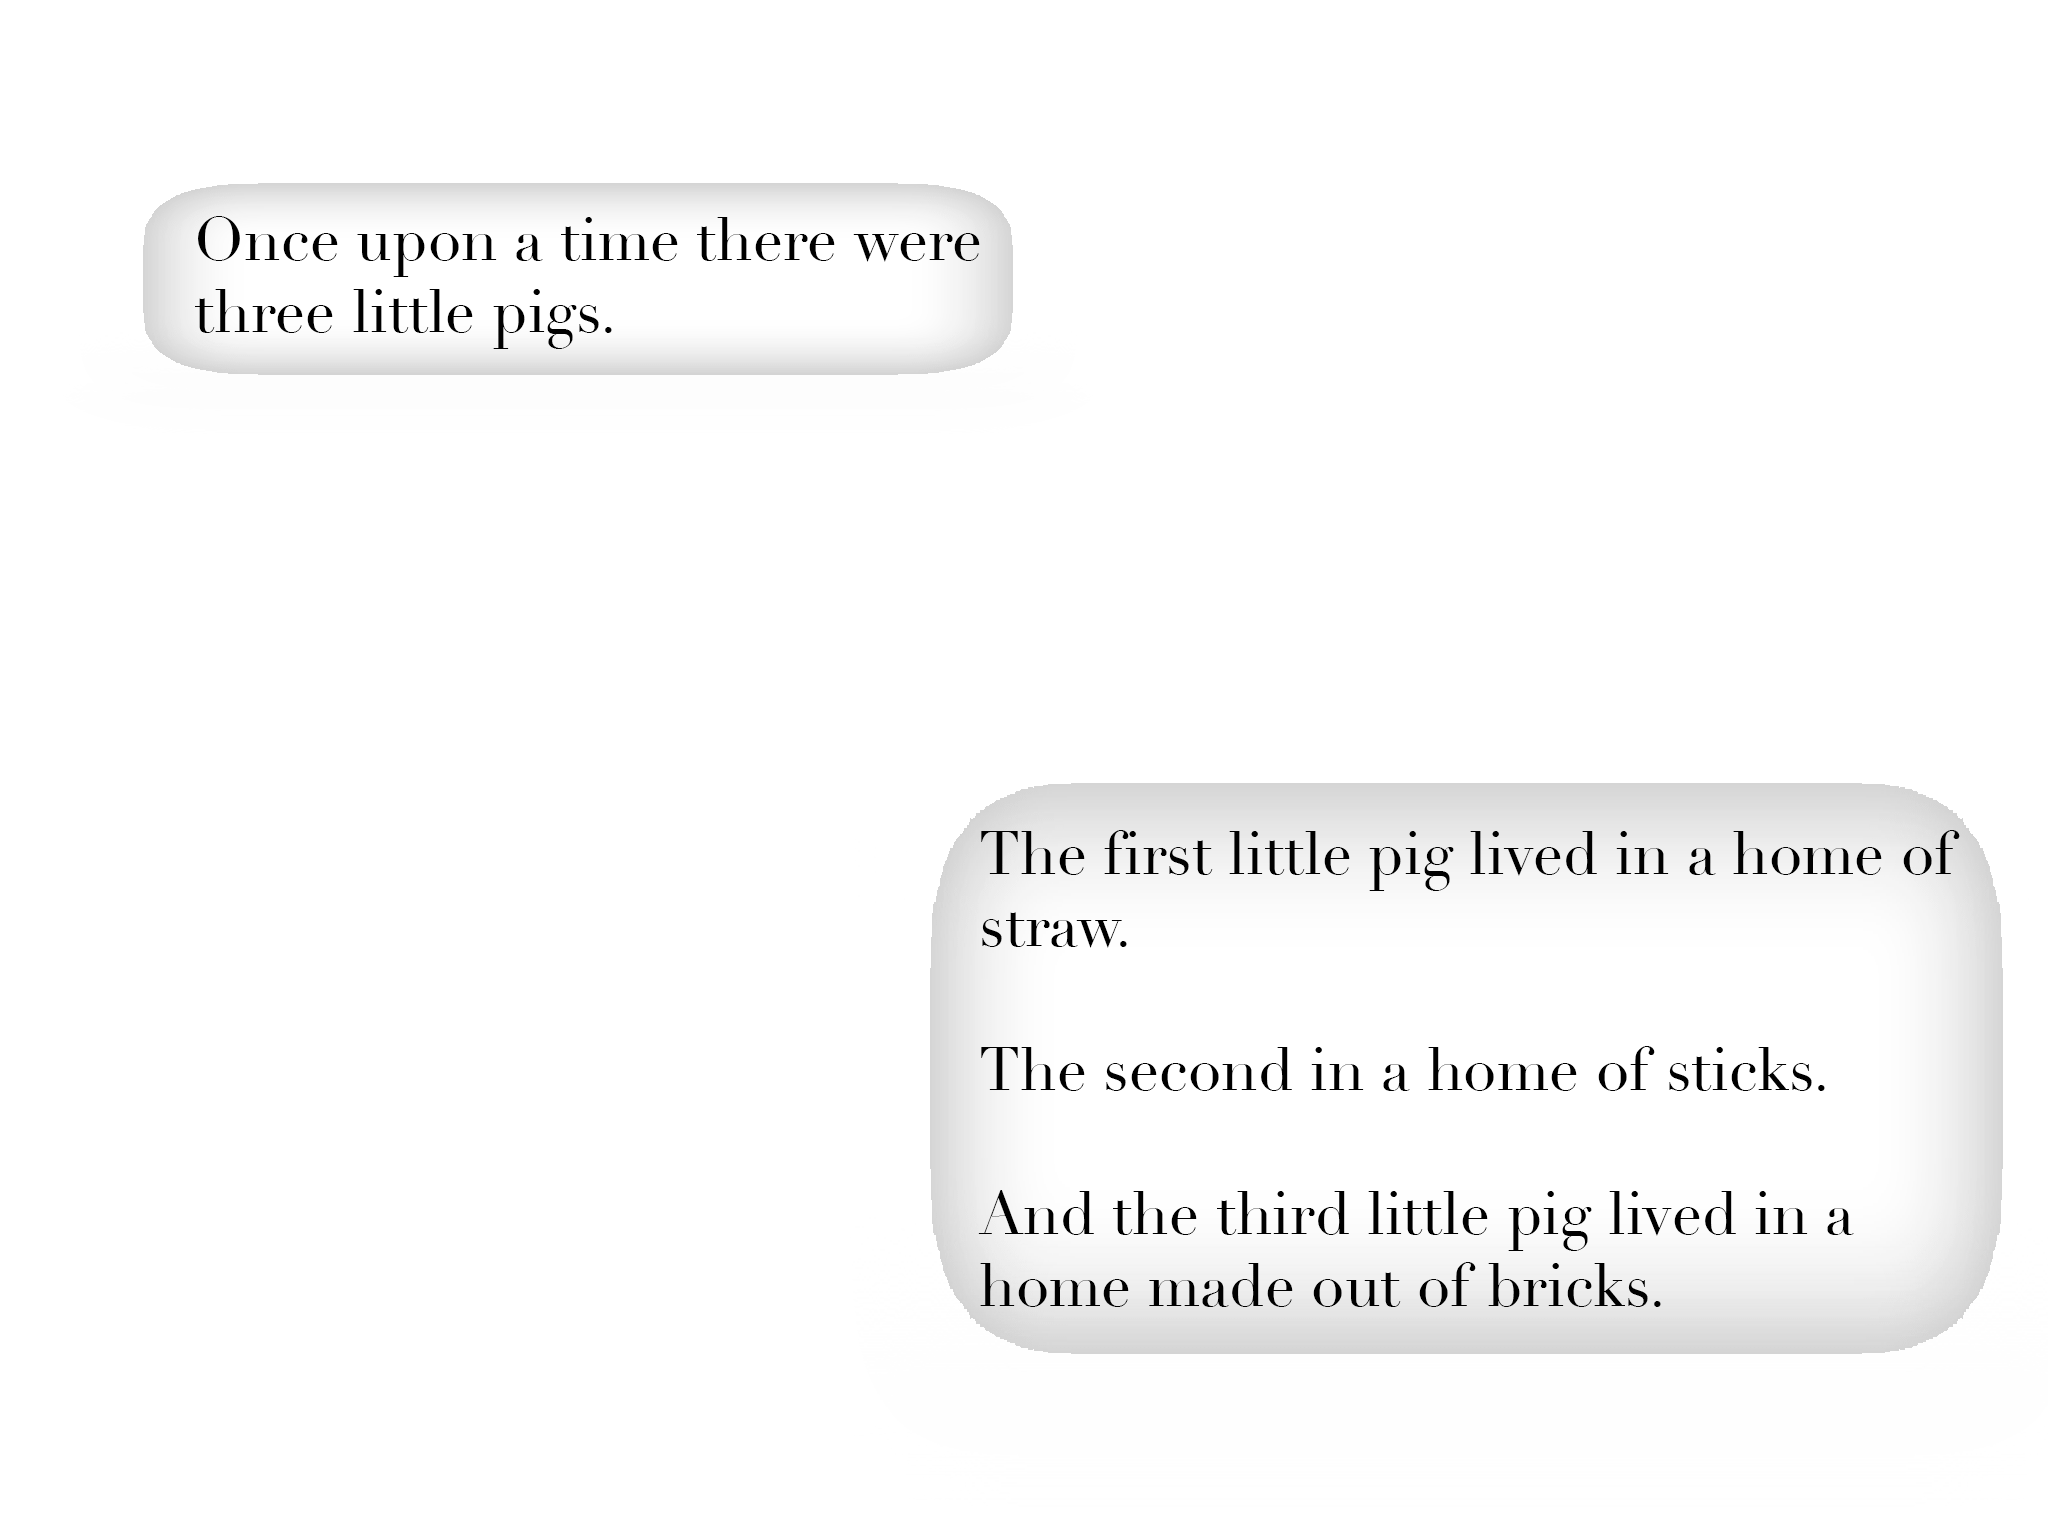 Once upon a time there were
three little pigs.
The first little pig lived in a home of
straw.
The second in a home of sticks.
And the third little pig lived in a
home made out of bricks.